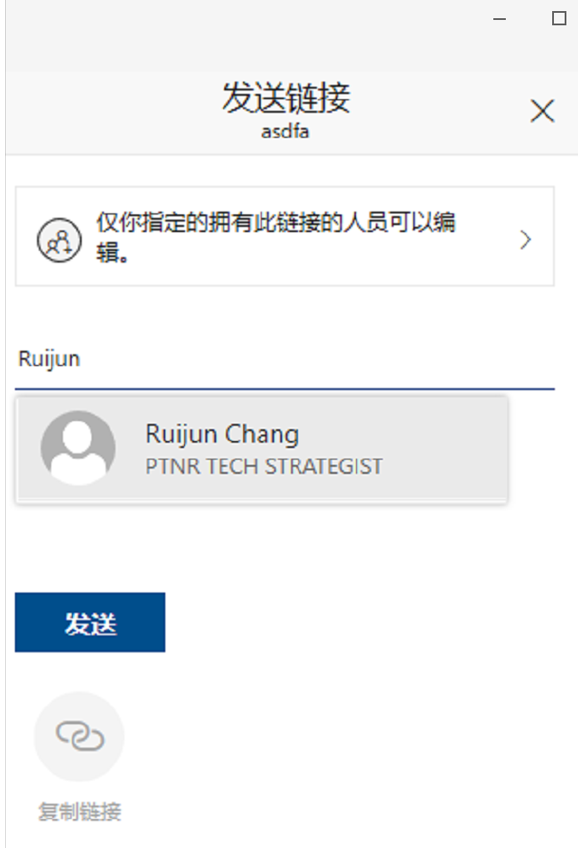 发送链接
asdfa
仅你指定的拥有此链接的人员可以编
辑。
Ruijun
Ruijun Chang
PTNR TECH STRATEGIST
发送
复制链接